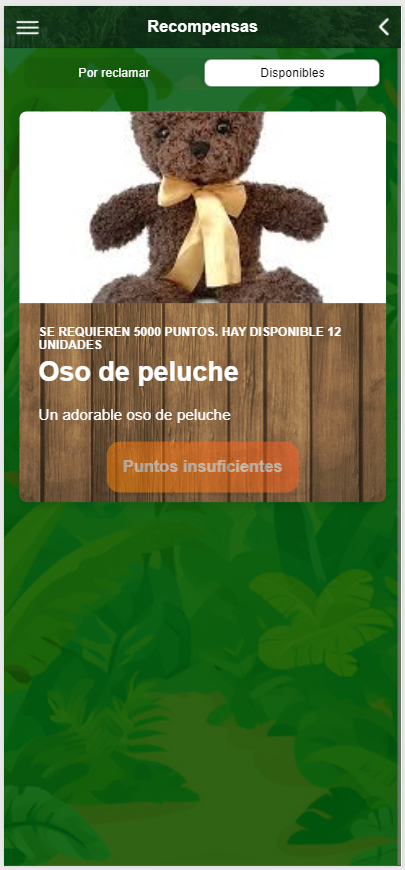 Recompensas
Por reclamar
Disponibles
SE REQUIEREN 5000 PUNTOS. HAY DISPONIBLE 12
UNIDADES
Oso de peluche
Un adorable oso de peluche
Puntos insuficientes